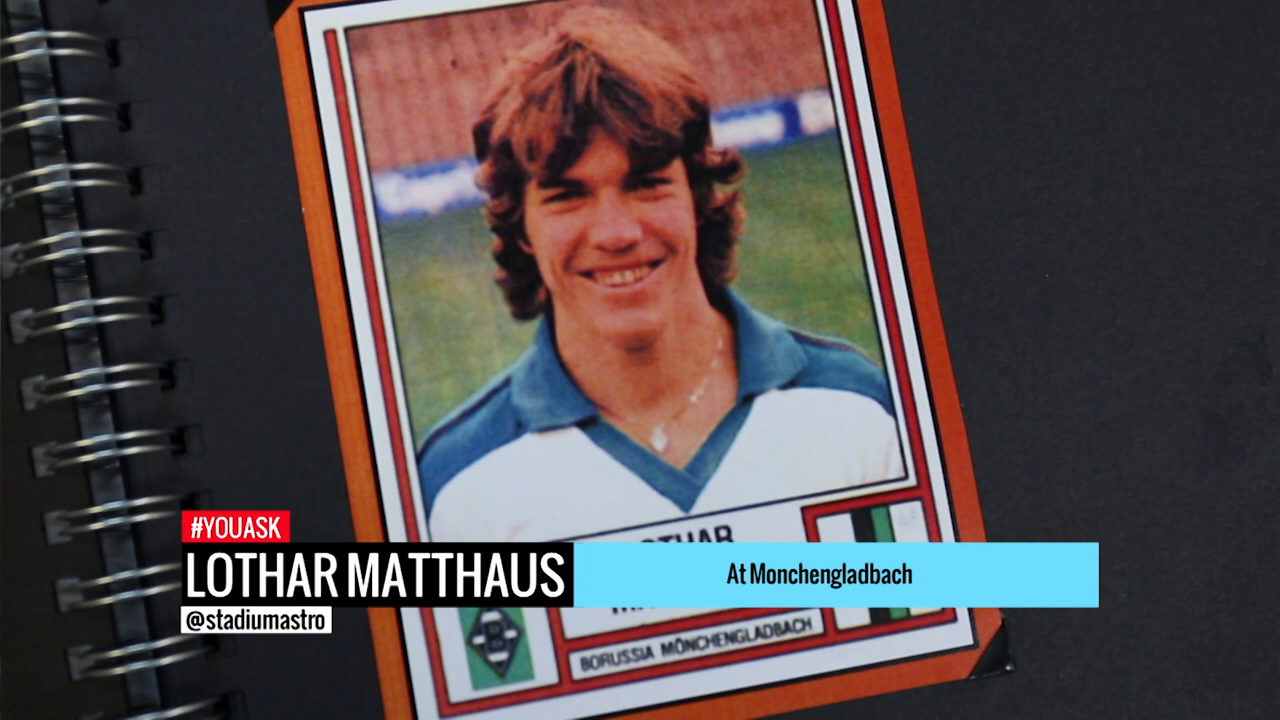 #YOUASK
LOTHAR MATTHAUS
At Monchengladbach
@stadiumastro
BORUSSIA MÖNCHENGLADBACH
B